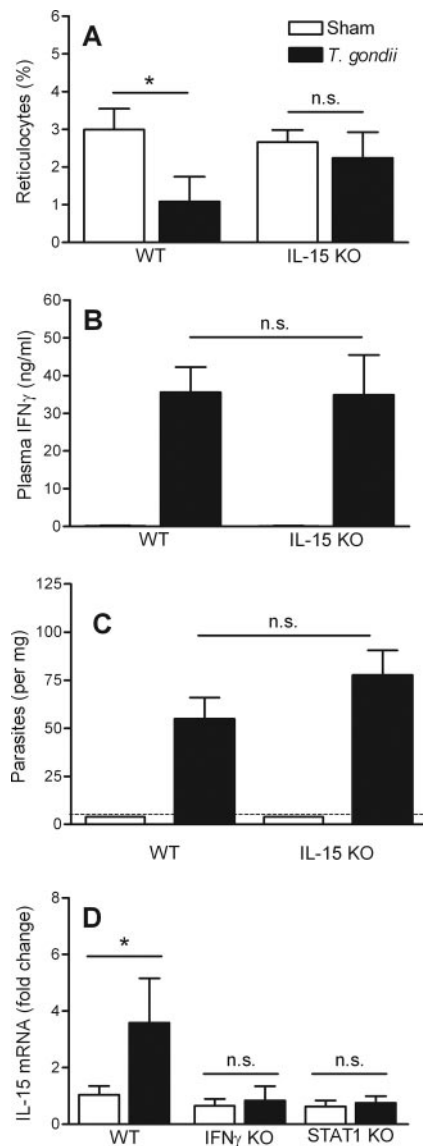 A
Sham
T. gondii
Reticulocytes (%)
6
5
4
3
2
1
0
*
n.s.
WT
IL-15 KO
B
Plasma IFNγ (ng/ml)
60
50
40
30
20
10
0
n.s.
WT
IL-15 KO
C
Parasites (per mg)
125
100
75
50
25
0
n.s.
WT
IL-15 KO
D
IL-15 mRNA (fold change)
8
6
4
2
0
*
n.s.
n.s.
WT
IFNγ KO
STAT1 KO